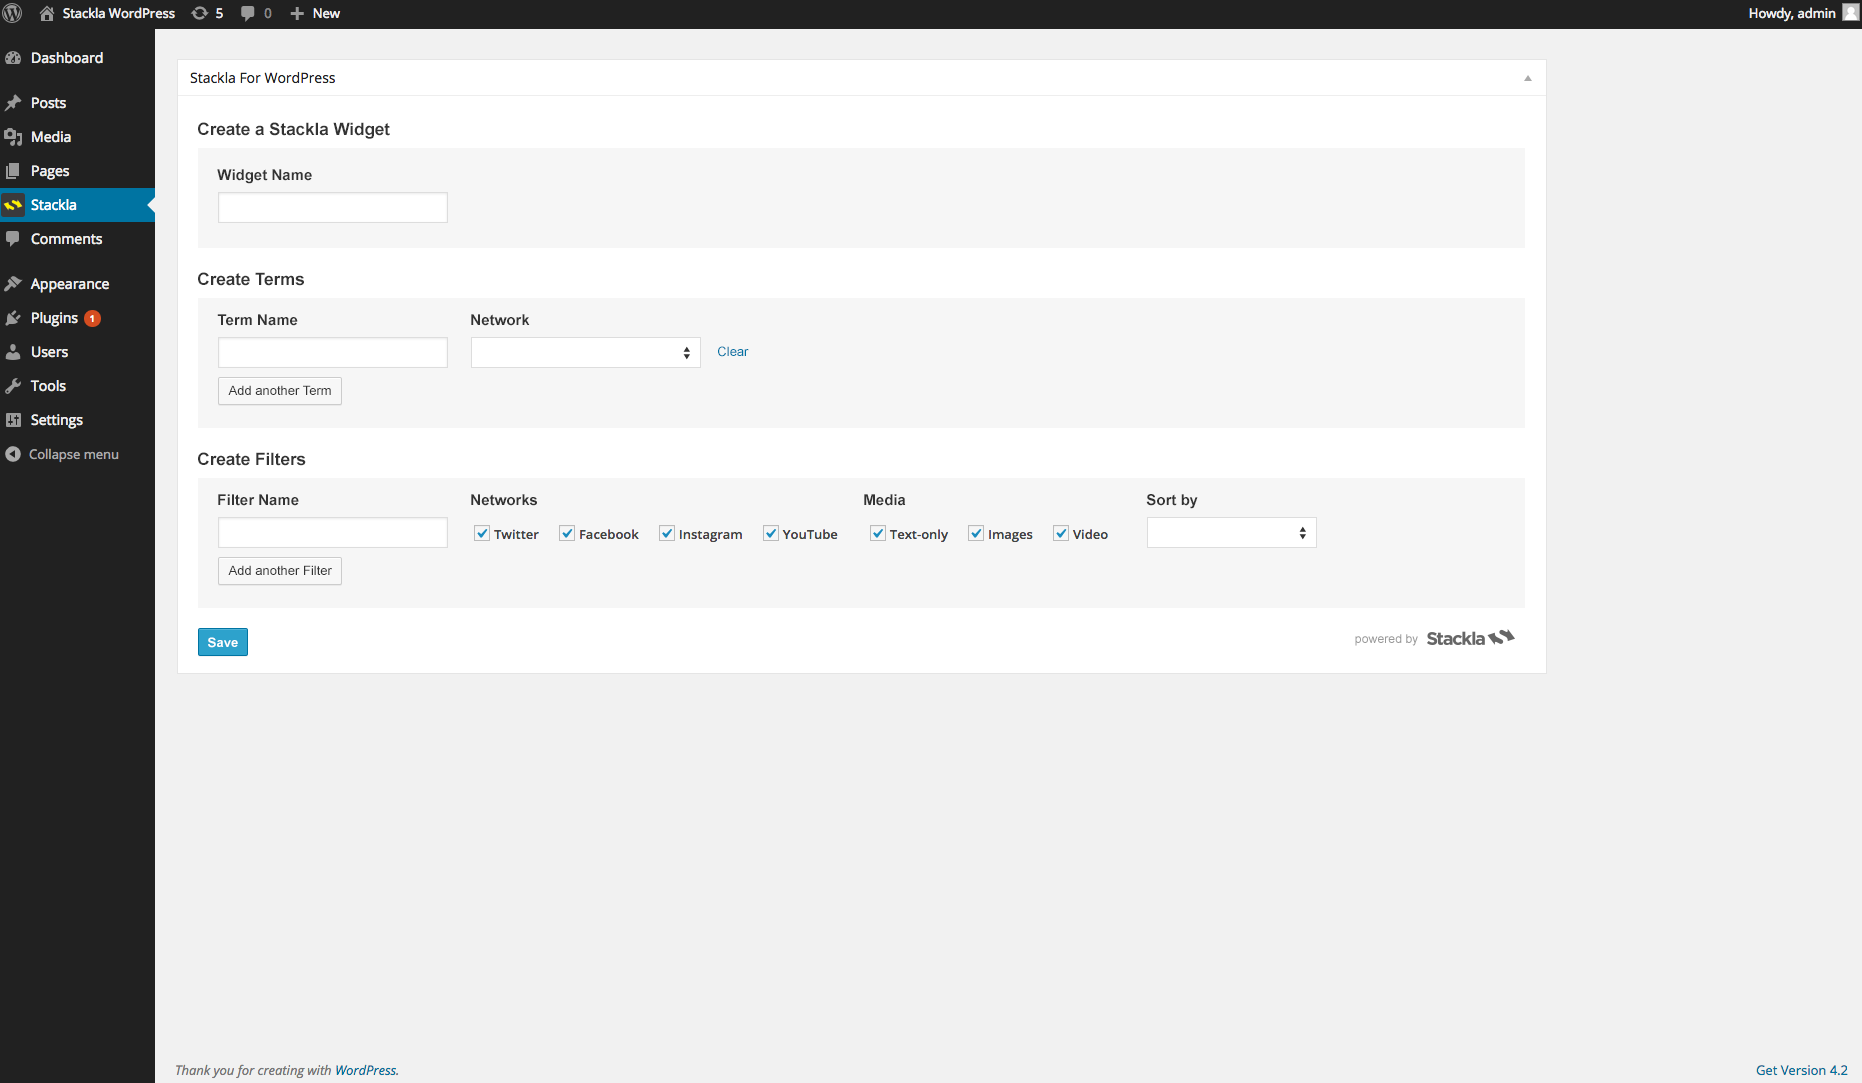 Stackla WordPress 5 0 New Howdy, admin
Dashboard
Posts
Media
Pages
Stackla
Comments
Appearance
Plugins 1
Users
Tools
Settings
Collapse menu
Stackla For WordPress
Create a Stackla Widget
Widget Name
Create Terms
Term Name Network
Clear
Add another Term
Create Filters
Filter Name Networks Media Sort by
Twitter Facebook Instagram YouTube Text-only Images Video
Add another Filter
Save
powered by Stackla
Thank you for creating with WordPress. Get Version 4.2